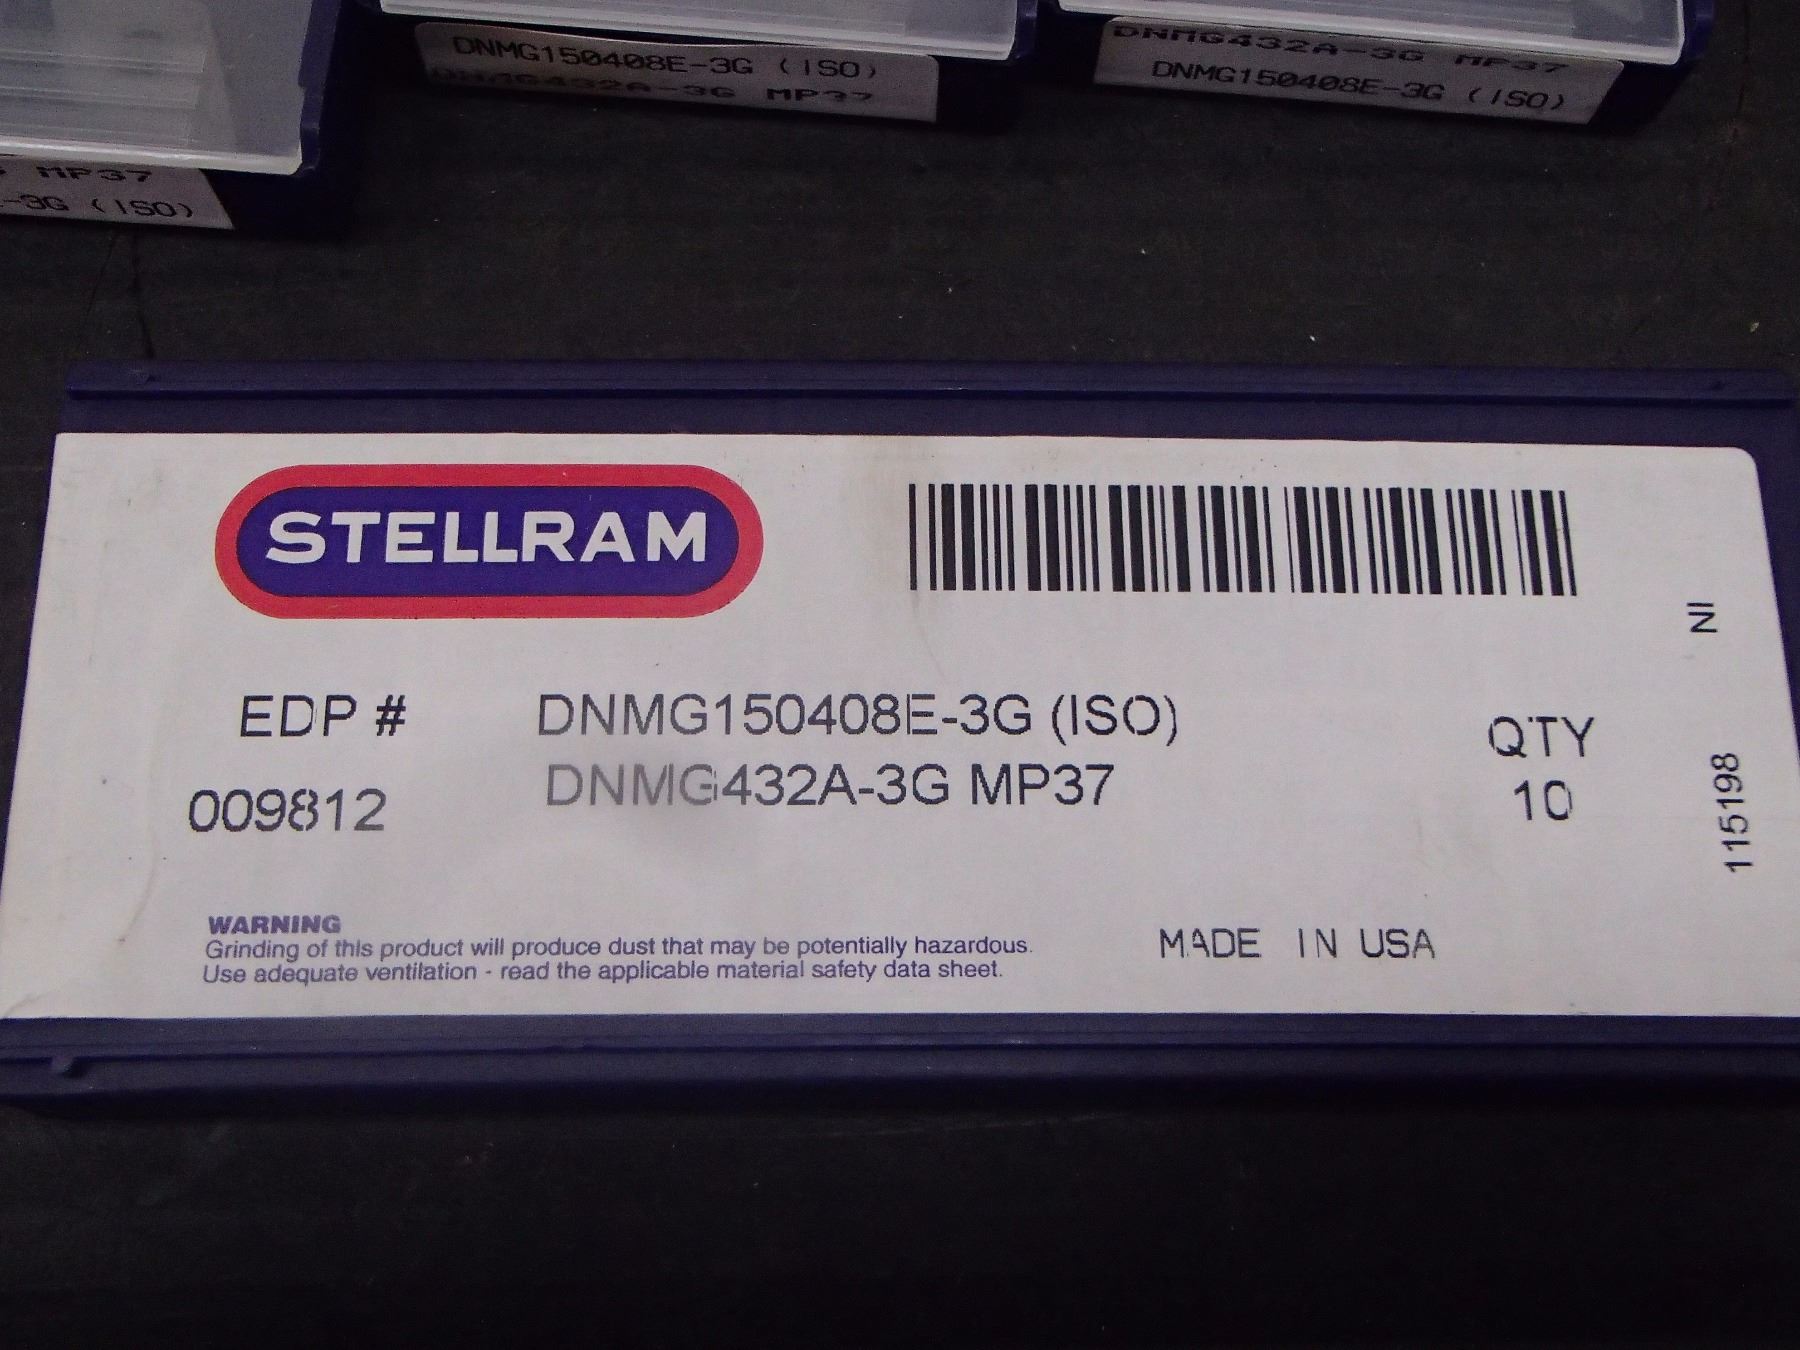 DNMG150408E-3G (ISO)
DNMG432A-3G MP37
DNMG432A-3G MP37
DNMG150408E-3G (ISO)
MP37
-3G (ISO)
STELLRAM
EDP # DNMG150408E-3G (ISO) QTY
009812 DNMG432A-3G MP37 10
NI
115198
WARNING
Grinding of this product will produce dust that may be potentially hazardous.
Use adequate ventilation - read the applicable material safety data sheet.
MADE IN USA